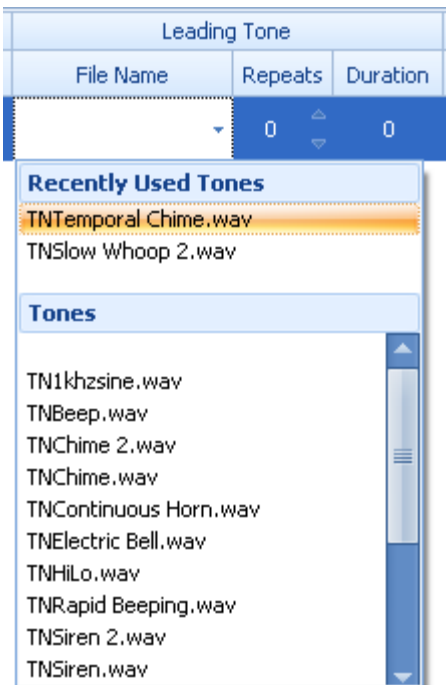 Leading Tone
File Name Repeats Duration
0 0
Recently Used Tones
TNTemporal Chime.wav
TNSlow Whoop 2.wav
Tones
TN1khzsine.wav
TNBeep.wav
TNChime 2.wav
TNChime.wav
TNContinuous Horn.wav
TNElectric Bell.wav
TNHiLo.wav
TNRapid Beeping.wav
TNSiren 2.wav
TNSiren.wav